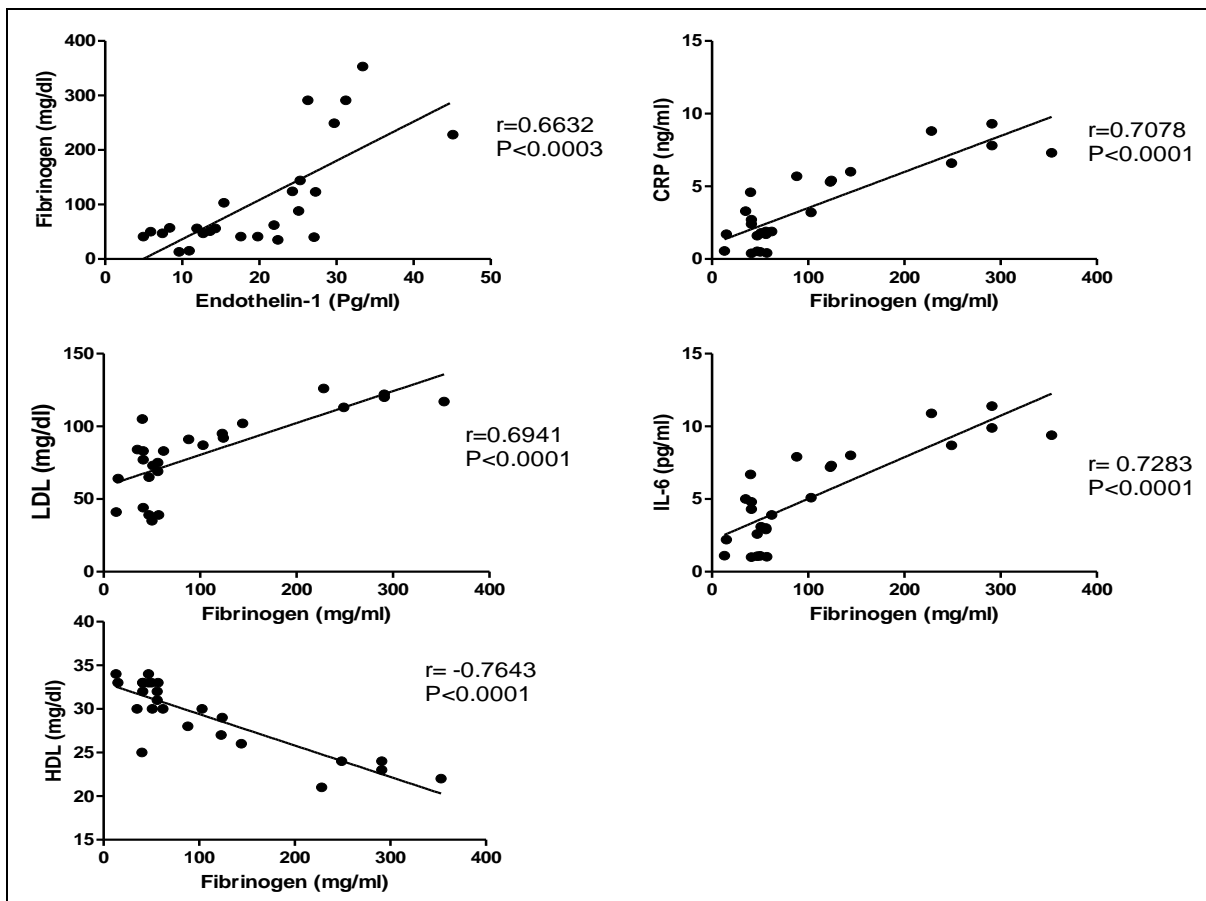 400
300
200
100
0
Fibrinogen (mg/dl)
0 10 20 30 40 50
Endothelin-1 (Pg/ml)
r=0.6632
P<0.0003
15
10
5
0
CRP (ng/ml)
0 100 200 300 400
Fibrinogen (mg/ml)
r=0.7078
P<0.0001
150
100
50
0
LDL (mg/dl)
0 100 200 300 400
Fibrinogen (mg/ml)
r=0.6941
P<0.0001
15
10
5
0
IL-6 (pg/ml)
0 100 200 300 400
Fibrinogen (mg/ml)
r= 0.7283
P<0.0001
40
35
30
25
20
15
HDL (mg/dl)
0 100 200 300 400
Fibrinogen (mg/ml)
r= -0.7643
P<0.0001